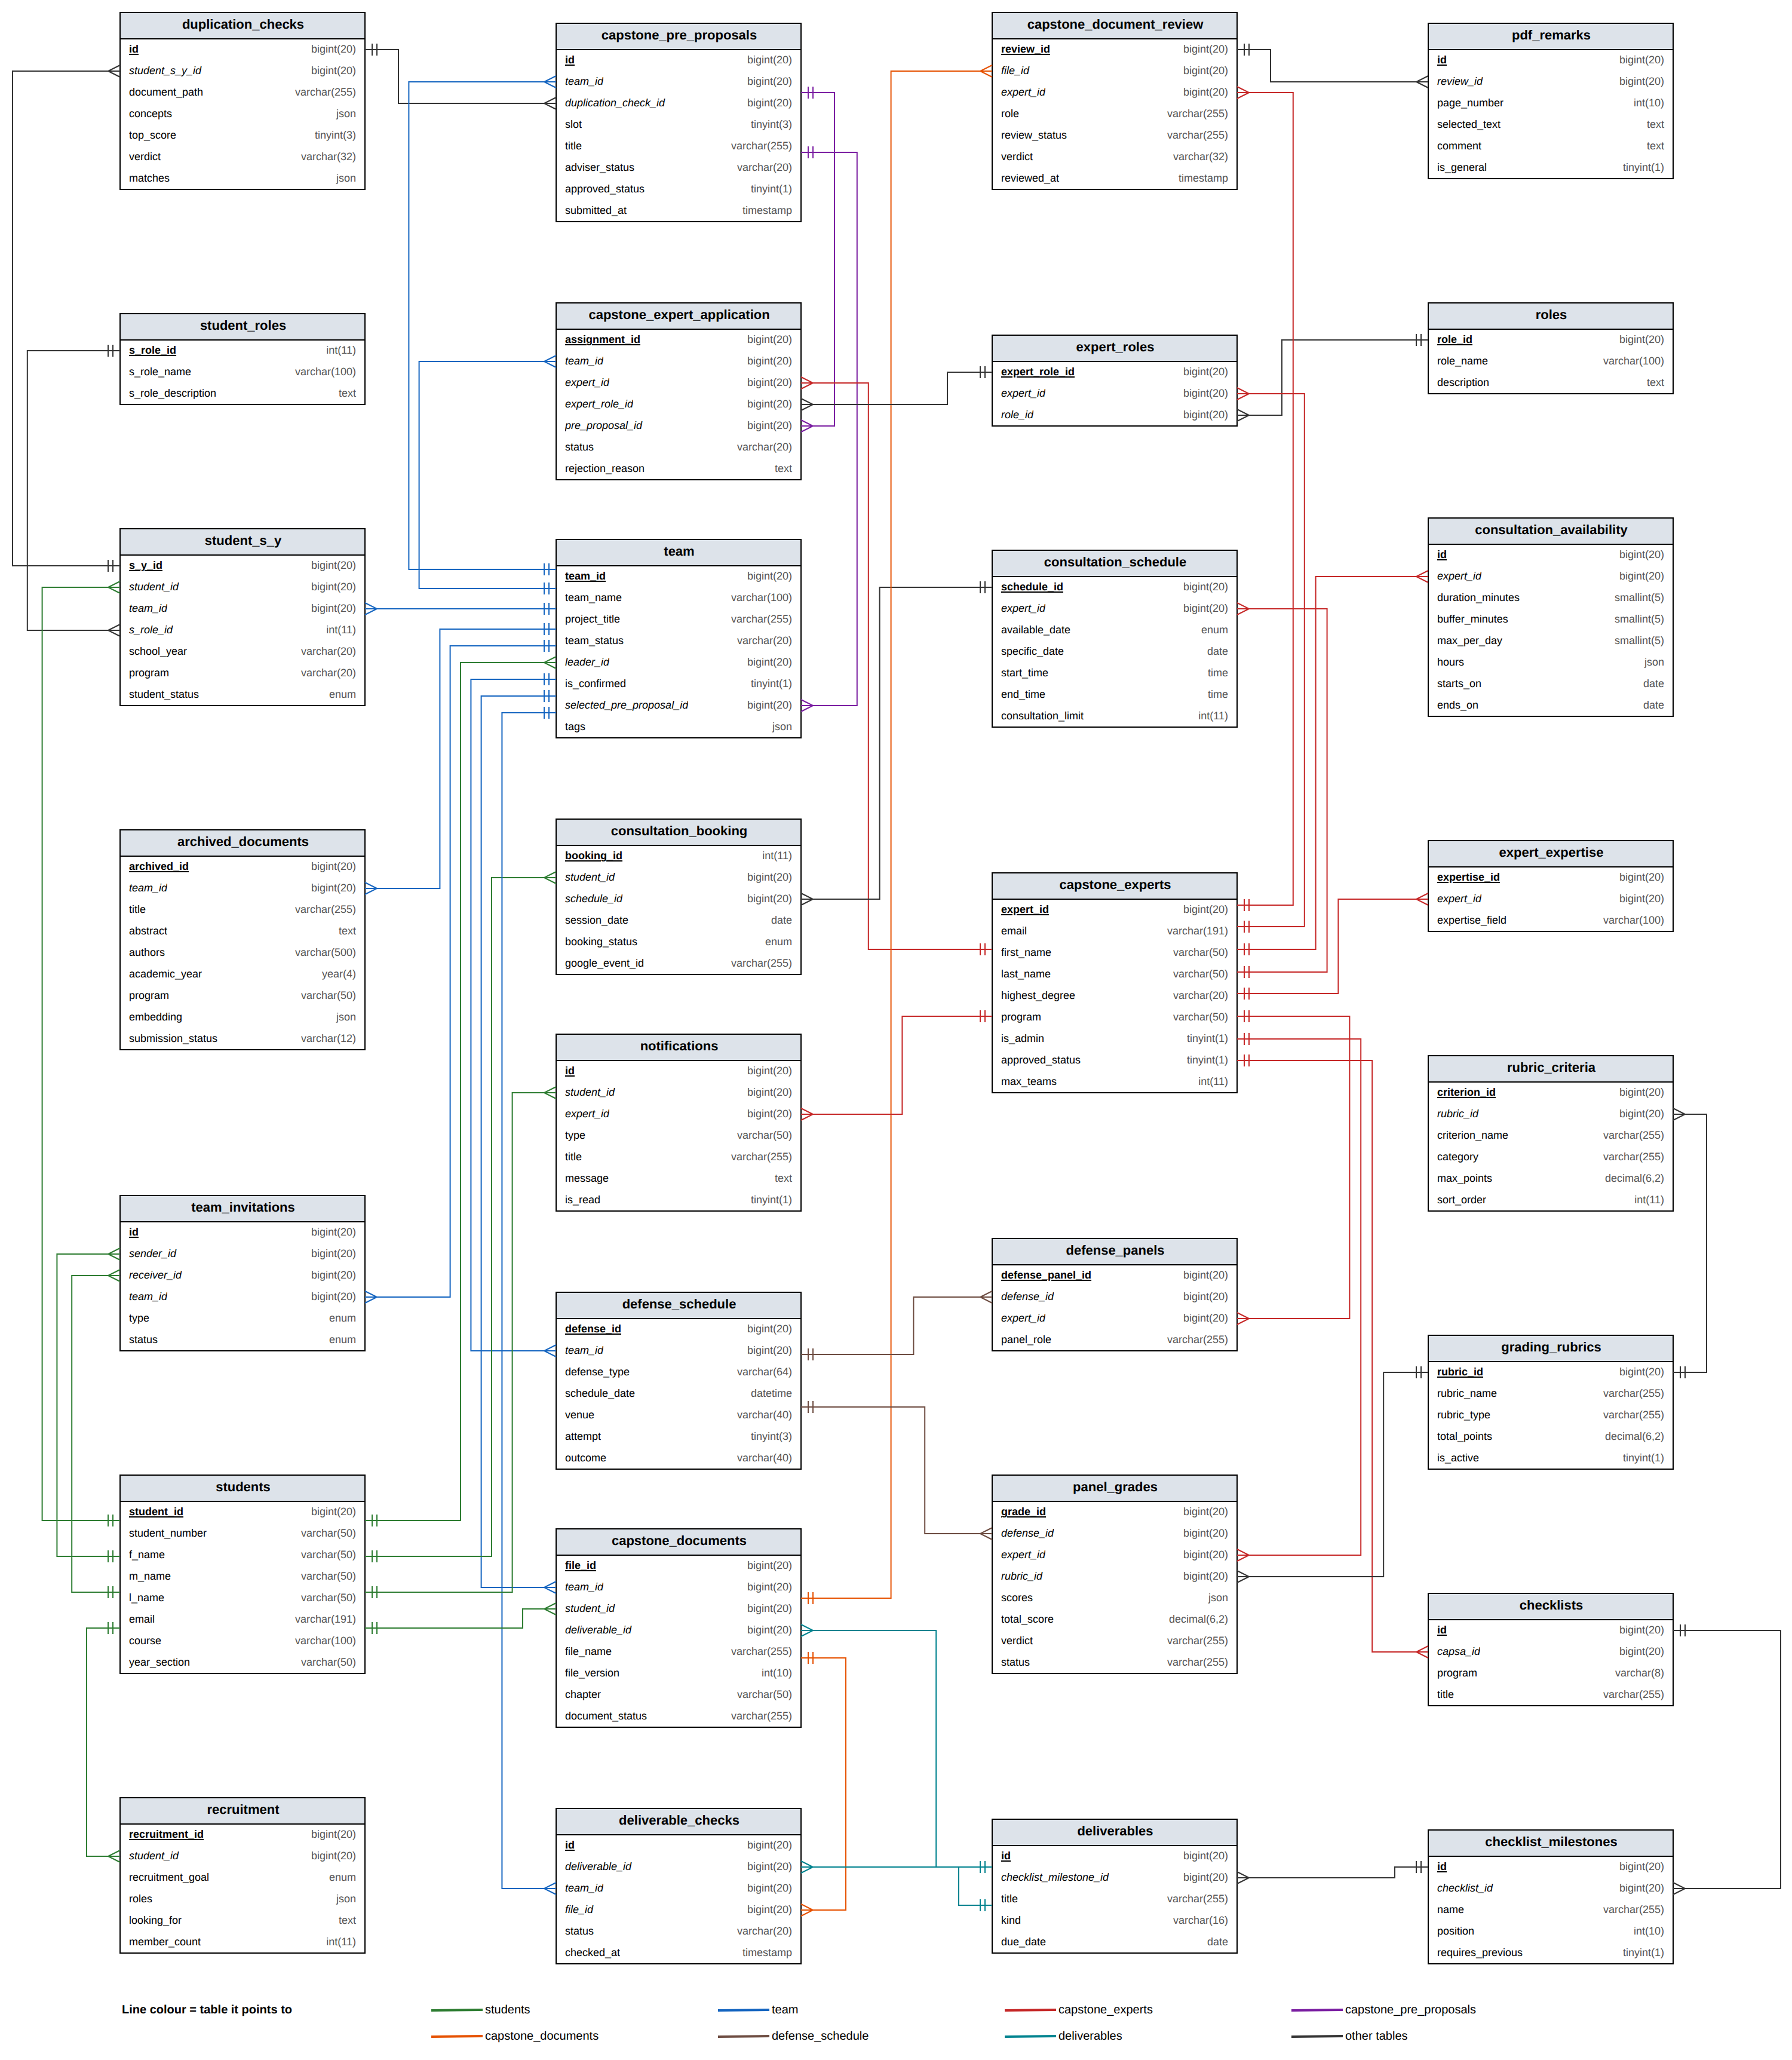 duplication_checks
id bigint(20)
student_s_y_id bigint(20)
document_path varchar(255)
concepts json
top_score tinyint(3)
verdict varchar(32)
matches json
capstone_pre_proposals
id bigint(20)
team_id bigint(20)
duplication_check_id bigint(20)
slot tinyint(3)
title varchar(255)
adviser_status varchar(20)
approved_status tinyint(1)
submitted_at timestamp
capstone_document_review
review_id bigint(20)
file_id bigint(20)
expert_id bigint(20)
role varchar(255)
review_status varchar(255)
verdict varchar(32)
reviewed_at timestamp
pdf_remarks
id bigint(20)
review_id bigint(20)
page_number int(10)
selected_text text
comment text
is_general tinyint(1)
student_roles
s_role_id int(11)
s_role_name varchar(100)
s_role_description text
capstone_expert_application
assignment_id bigint(20)
team_id bigint(20)
expert_id bigint(20)
expert_role_id bigint(20)
pre_proposal_id bigint(20)
status varchar(20)
rejection_reason text
expert_roles
expert_role_id bigint(20)
expert_id bigint(20)
role_id bigint(20)
roles
role_id bigint(20)
role_name varchar(100)
description text
student_s_y
s_y_id bigint(20)
student_id bigint(20)
team_id bigint(20)
s_role_id int(11)
school_year varchar(20)
program varchar(20)
student_status enum
team
team_id bigint(20)
team_name varchar(100)
project_title varchar(255)
team_status varchar(20)
leader_id bigint(20)
is_confirmed tinyint(1)
selected_pre_proposal_id bigint(20)
tags json
consultation_schedule
schedule_id bigint(20)
expert_id bigint(20)
available_date enum
specific_date date
start_time time
end_time time
consultation_limit int(11)
consultation_availability
id bigint(20)
expert_id bigint(20)
duration_minutes smallint(5)
buffer_minutes smallint(5)
max_per_day smallint(5)
hours json
starts_on date
ends_on date
archived_documents
archived_id bigint(20)
team_id bigint(20)
title varchar(255)
abstract text
authors varchar(500)
academic_year year(4)
program varchar(50)
embedding json
submission_status varchar(12)
consultation_booking
booking_id int(11)
student_id bigint(20)
schedule_id bigint(20)
session_date date
booking_status enum
google_event_id varchar(255)
capstone_experts
expert_id bigint(20)
email varchar(191)
first_name varchar(50)
last_name varchar(50)
highest_degree varchar(20)
program varchar(50)
is_admin tinyint(1)
approved_status tinyint(1)
max_teams int(11)
expert_expertise
expertise_id bigint(20)
expert_id bigint(20)
expertise_field varchar(100)
notifications
id bigint(20)
student_id bigint(20)
expert_id bigint(20)
type varchar(50)
title varchar(255)
message text
is_read tinyint(1)
rubric_criteria
criterion_id bigint(20)
rubric_id bigint(20)
criterion_name varchar(255)
category varchar(255)
max_points decimal(6,2)
sort_order int(11)
team_invitations
id bigint(20)
sender_id bigint(20)
receiver_id bigint(20)
team_id bigint(20)
type enum
status enum
defense_schedule
defense_id bigint(20)
team_id bigint(20)
defense_type varchar(64)
schedule_date datetime
venue varchar(40)
attempt tinyint(3)
outcome varchar(40)
defense_panels
defense_panel_id bigint(20)
defense_id bigint(20)
expert_id bigint(20)
panel_role varchar(255)
grading_rubrics
rubric_id bigint(20)
rubric_name varchar(255)
rubric_type varchar(255)
total_points decimal(6,2)
is_active tinyint(1)
students
student_id bigint(20)
student_number varchar(50)
f_name varchar(50)
m_name varchar(50)
l_name varchar(50)
email varchar(191)
course varchar(100)
year_section varchar(50)
capstone_documents
file_id bigint(20)
team_id bigint(20)
student_id bigint(20)
deliverable_id bigint(20)
file_name varchar(255)
file_version int(10)
chapter varchar(50)
document_status varchar(255)
panel_grades
grade_id bigint(20)
defense_id bigint(20)
expert_id bigint(20)
rubric_id bigint(20)
scores json
total_score decimal(6,2)
verdict varchar(255)
status varchar(255)
checklists
id bigint(20)
capsa_id bigint(20)
program varchar(8)
title varchar(255)
recruitment
recruitment_id bigint(20)
student_id bigint(20)
recruitment_goal enum
roles json
looking_for text
member_count int(11)
deliverable_checks
id bigint(20)
deliverable_id bigint(20)
team_id bigint(20)
file_id bigint(20)
status varchar(20)
checked_at timestamp
deliverables
id bigint(20)
checklist_milestone_id bigint(20)
title varchar(255)
kind varchar(16)
due_date date
checklist_milestones
id bigint(20)
checklist_id bigint(20)
name varchar(255)
position int(10)
requires_previous tinyint(1)
Line colour = table it points to students team capstone_experts capstone_pre_proposals
capstone_documents defense_schedule deliverables other tables